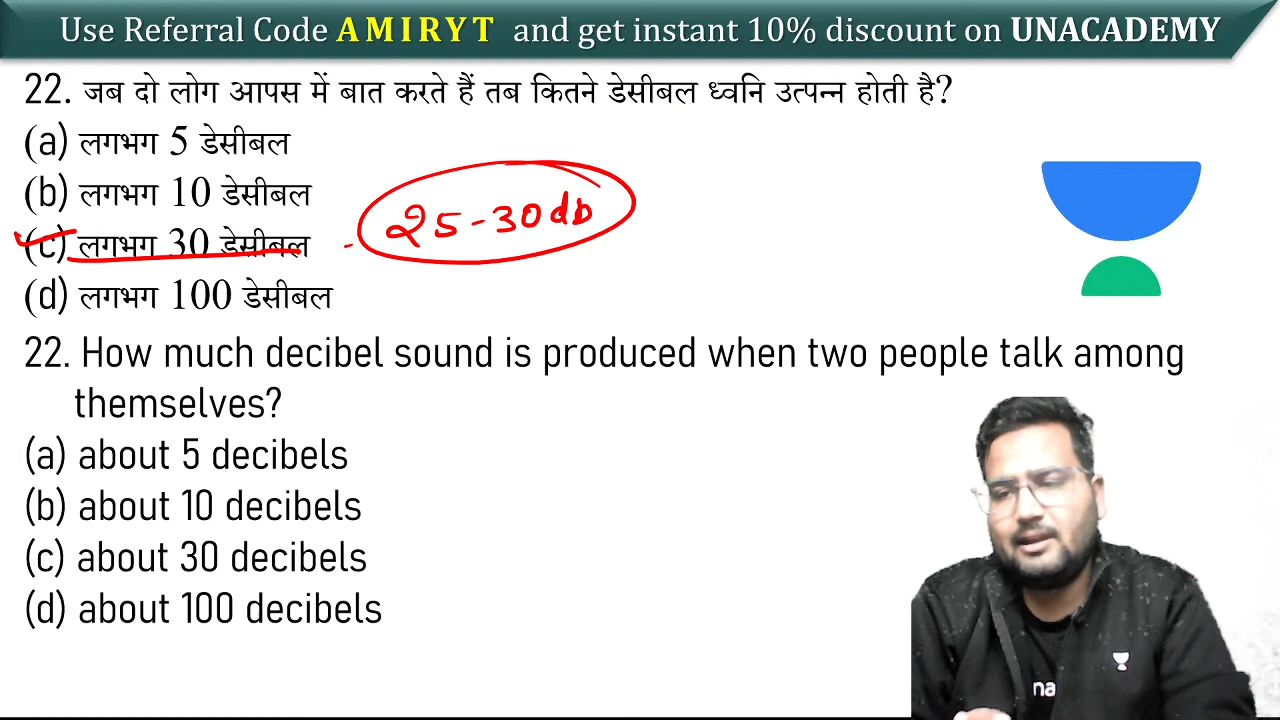 Use Referral Code AMIRYT and get instant 10% discount on UNACADEMY
22. जब दो लोग आपस में बात करते हैं तब कितने डेसीबल ध्वनि उत्पन्न होती है?
(a) लगभग 5 डेसीबल
(b) लगभग 10 डेसीबल
25-30db
(c) लगभग 30 डेसीबल
(d) लगभग 100 डेसीबल
22. How much decibel sound is produced when two people talk among
themselves?
(a) about 5 decibels
(b) about 10 decibels
(c) about 30 decibels
(d) about 100 decibels
na